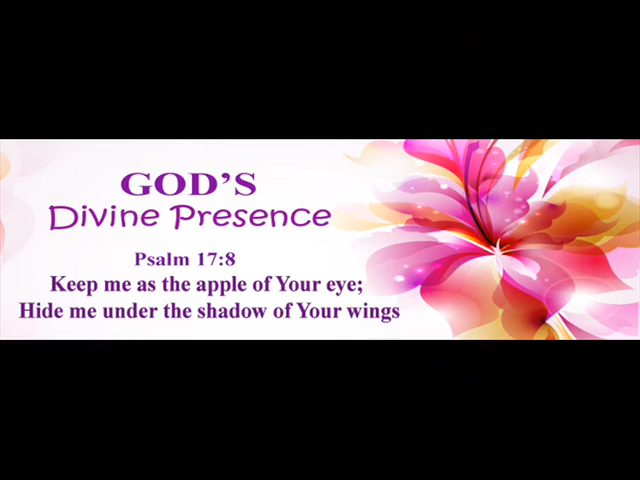 GOD'S
Divine Presence
Psalm 17:8
Keep me as the apple of Your eye;
Hide me under the shadow of Your wings